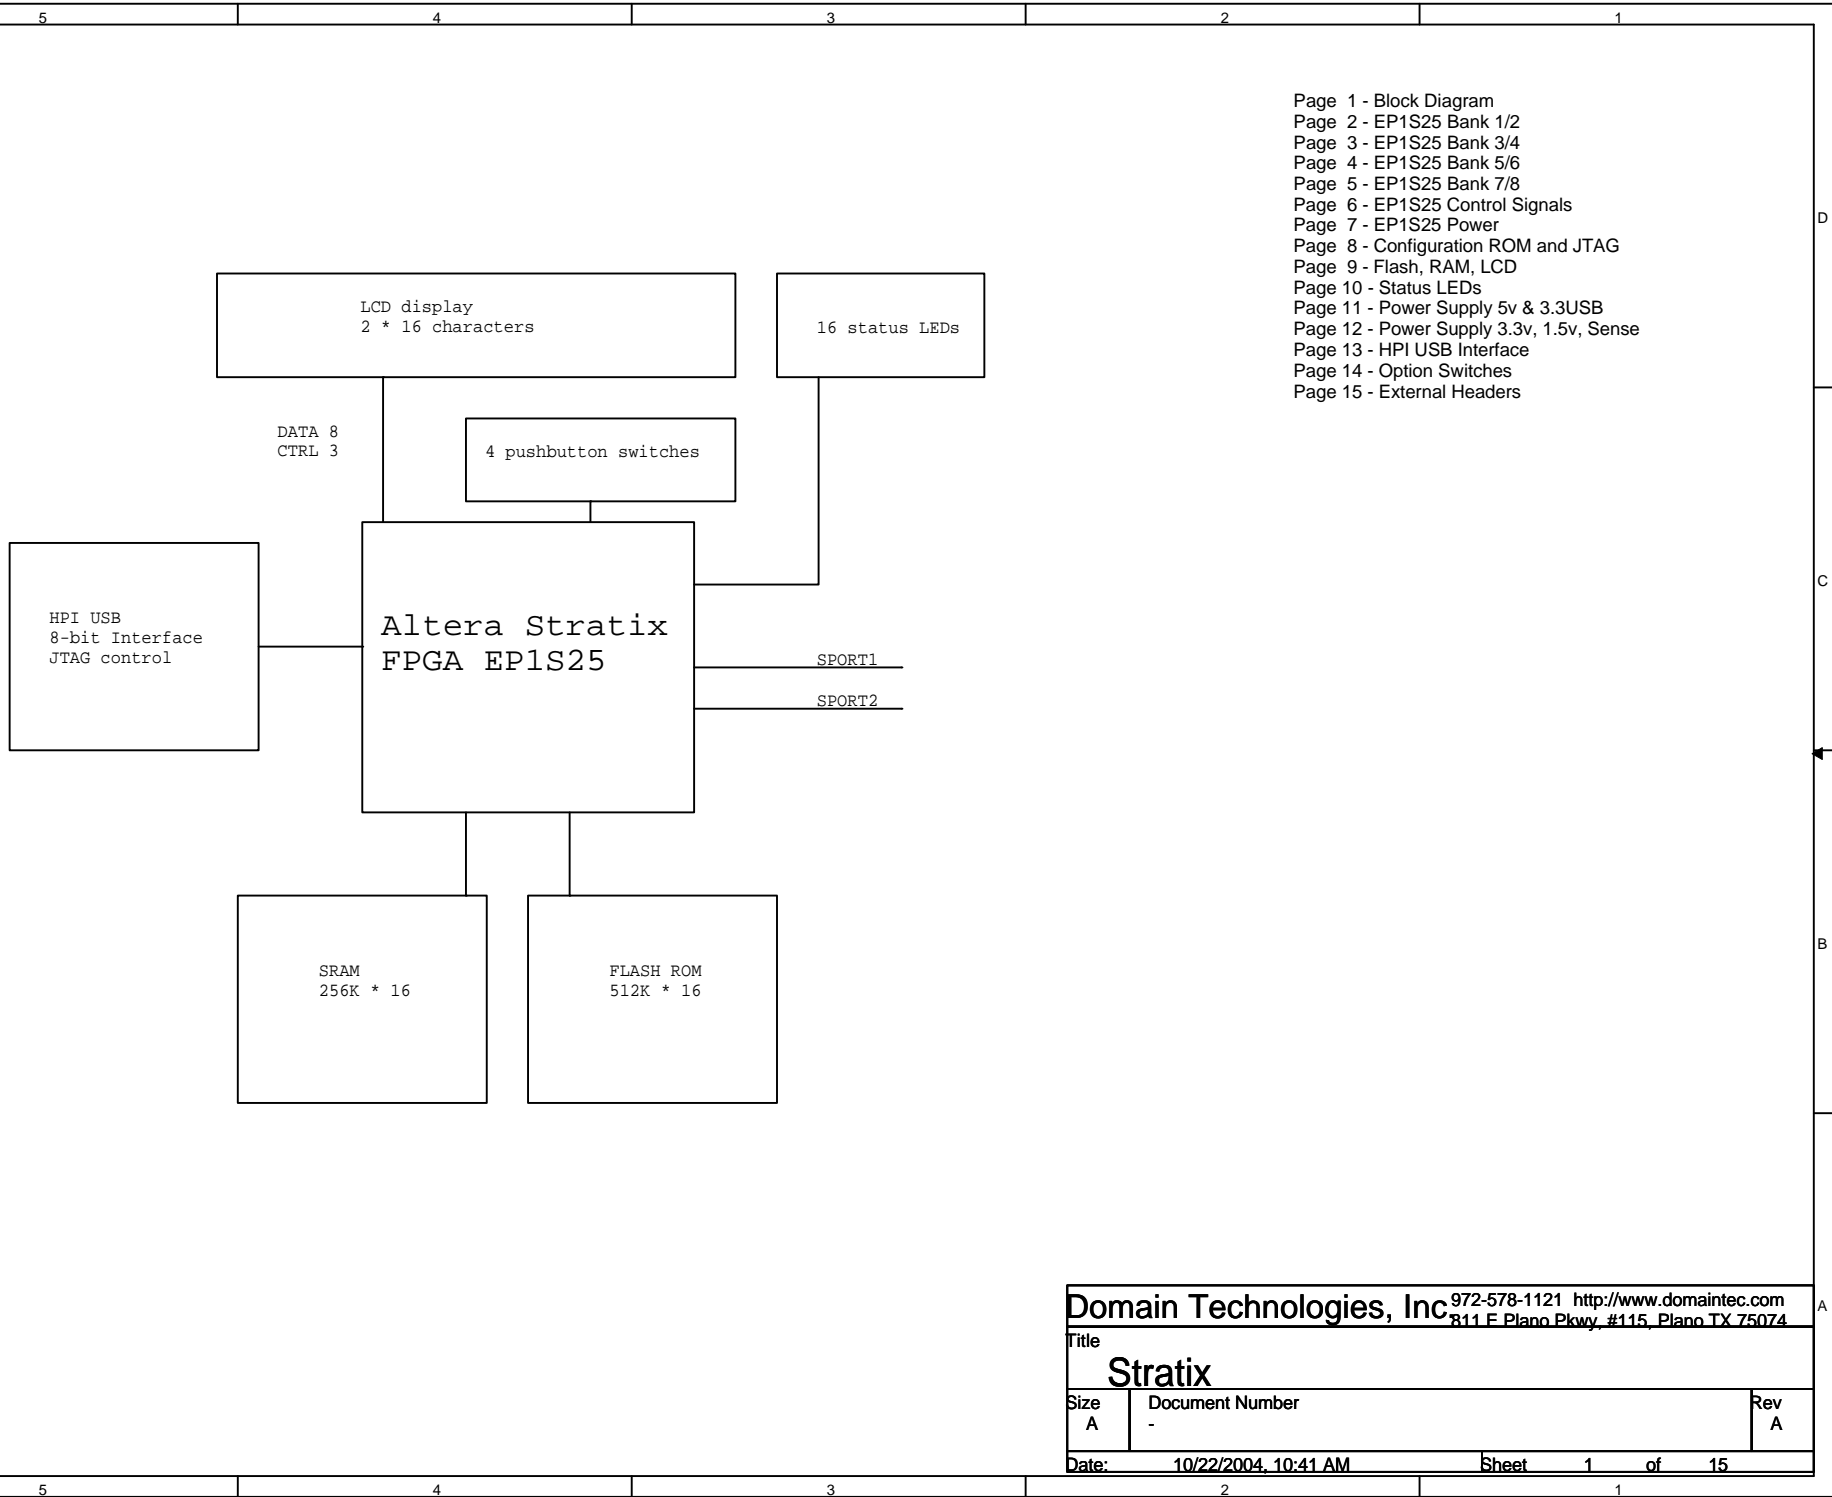 5 4 3 2 1
Page 1 - Block Diagram
Page 2 - EP1S25 Bank 1/2
Page 3 - EP1S25 Bank 3/4
Page 4 - EP1S25 Bank 5/6
Page 5 - EP1S25 Bank 7/8
Page 6 - EP1S25 Control Signals
Page 7 - EP1S25 Power
Page 8 - Configuration ROM and JTAG
Page 9 - Flash, RAM, LCD
Page 10 - Status LEDs
Page 11 - Power Supply 5v & 3.3USB
Page 12 - Power Supply 3.3v, 1.5v, Sense
Page 13 - HPI USB Interface
Page 14 - Option Switches
Page 15 - External Headers
D
LCD display
2 * 16 characters
16 status LEDs
DATA 8
CTRL 3
4 pushbutton switches
C
HPI USB
8-bit Interface
JTAG control
Altera Stratix
FPGA EP1S25
SPORT1
SPORT2
B
SRAM
256K * 16
FLASH ROM
512K * 16
A
Domain Technologies, Inc.
972-578-1121 http://www.domaintec.com
811 E Plano Pkwy, #115, Plano TX 75074
Title
Stratix
Size
A
Document Number
-
Rev
A
Date: 10/22/2004, 10:41 AM
Sheet 1 of 15
5 4 3 2 1